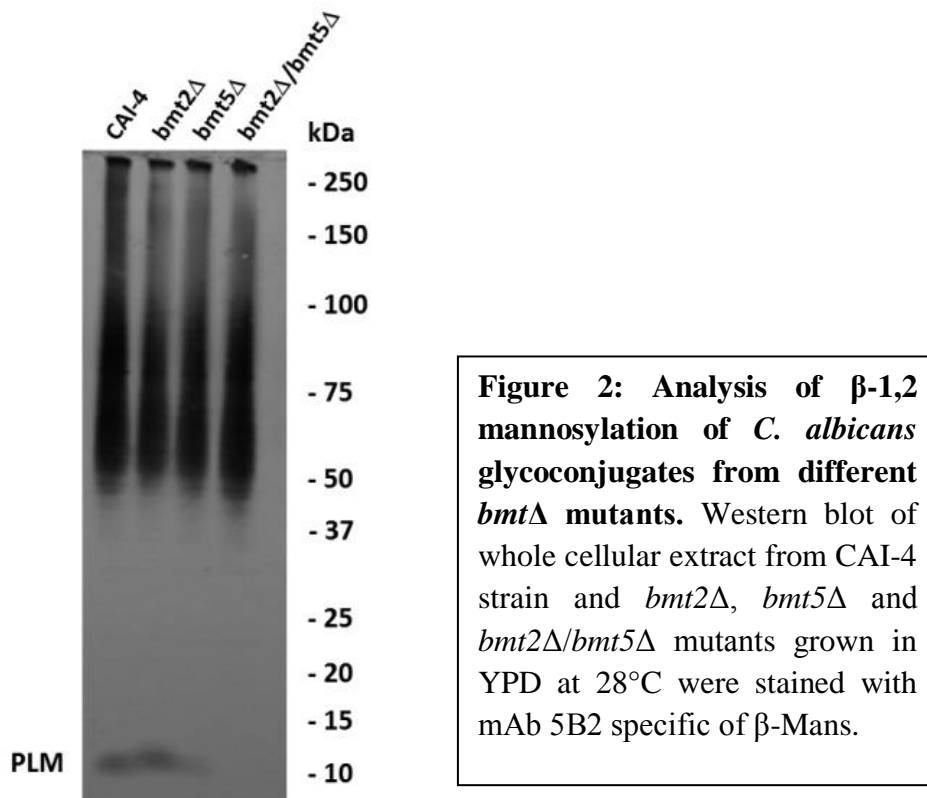 CAI-4
bmt2Δ
bmt5Δ
bmt2Δ/bmt5Δ
kDa
- 250
- 150
- 100
- 75
- 50
- 37
- 25
- 20
- 15
PLM
- 10
Figure 2: Analysis of β-1,2
mannosylation of C. albicans
glycoconjugates from different
bmtΔ mutants. Western blot of
whole cellular extract from CAI-4
strain and bmt2Δ, bmt5Δ and
bmt2Δ/bmt5Δ mutants grown in
YPD at 28°C were stained with
mAb 5B2 specific of β-Mans.